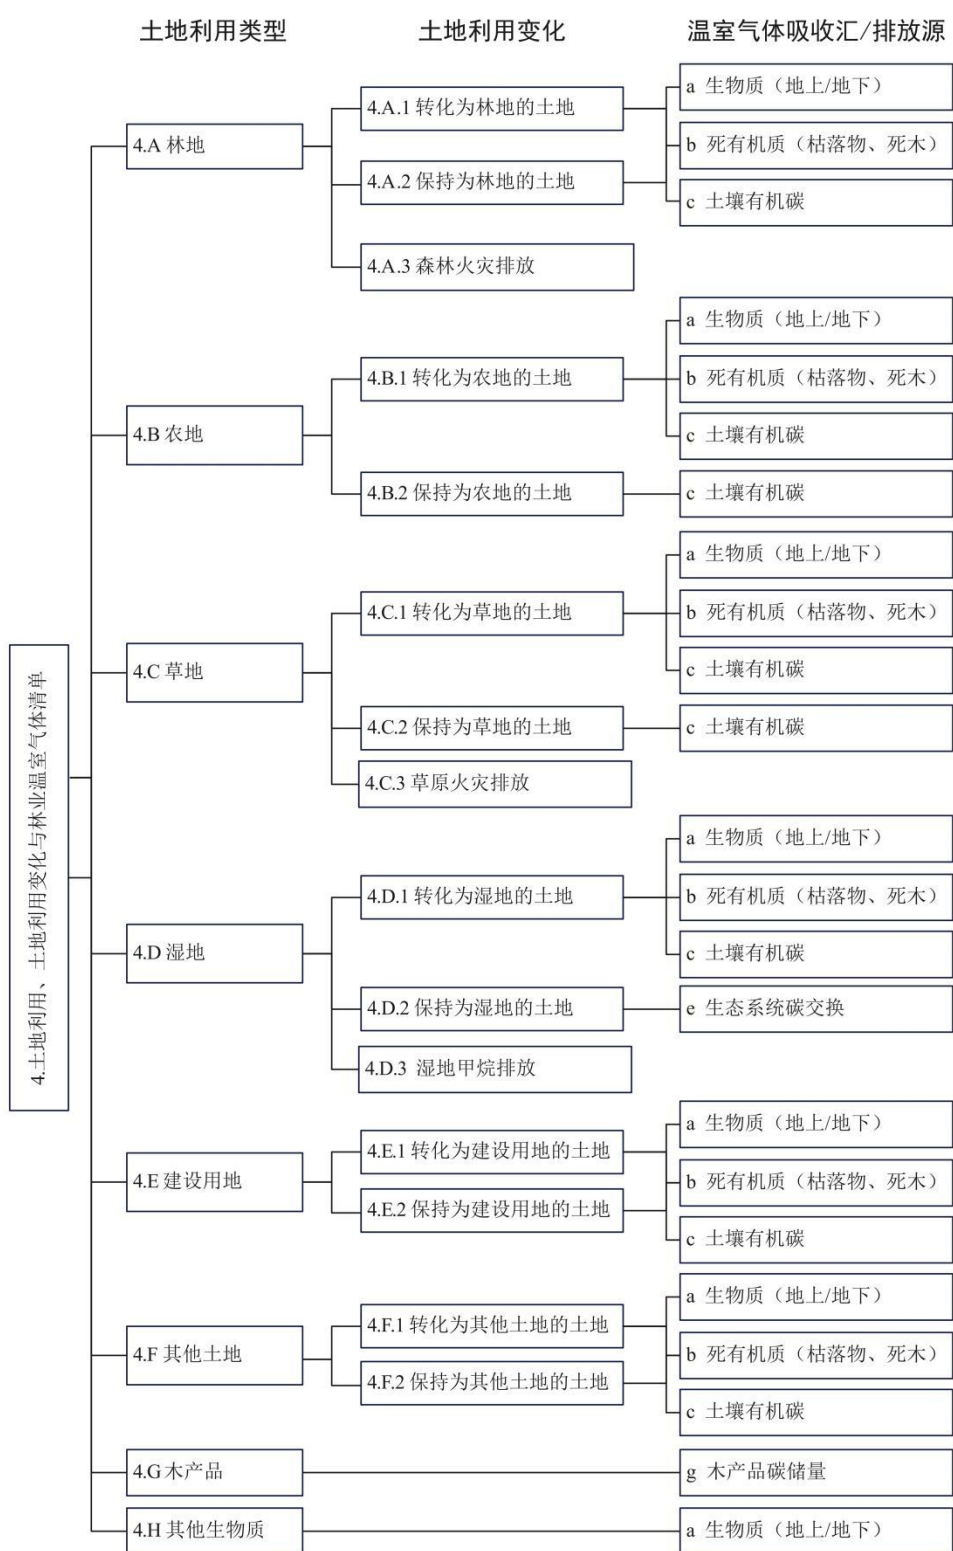 土地利用类型
土地利用变化
温室气体吸收汇/排放源
4.土地利用、土地利用变化与林业温室气体清单
4.A 林地
4.A.1 转化为林地的土地
4.A.2 保持为林地的土地
a 生物质（地上/地下）
b 死有机质（枯落物、死木）
c 土壤有机碳
4.A.3 森林火灾排放
4.B 农地
4.B.1 转化为农地的土地
a 生物质（地上/地下）
b 死有机质（枯落物、死木）
c 土壤有机碳
4.B.2 保持为农地的土地
c 土壤有机碳
4.C 草地
4.C.1 转化为草地的土地
a 生物质（地上/地下）
b 死有机质（枯落物、死木）
c 土壤有机碳
4.C.2 保持为草地的土地
c 土壤有机碳
4.C.3 草原火灾排放
4.D 湿地
4.D.1 转化为湿地的土地
a 生物质（地上/地下）
b 死有机质（枯落物、死木）
c 土壤有机碳
4.D.2 保持为湿地的土地
e 生态系统碳交换
4.D.3 湿地甲烷排放
4.E 建设用地
4.E.1 转化为建设用地的土地
4.E.2 保持为建设用地的土地
a 生物质（地上/地下）
b 死有机质（枯落物、死木）
c 土壤有机碳
4.F 其他土地
4.F.1 转化为其他土地的土地
4.F.2 保持为其他土地的土地
a 生物质（地上/地下）
b 死有机质（枯落物、死木）
c 土壤有机碳
4.G 木产品
g 木产品碳储量
4.H 其他生物质
a 生物质（地上/地下）